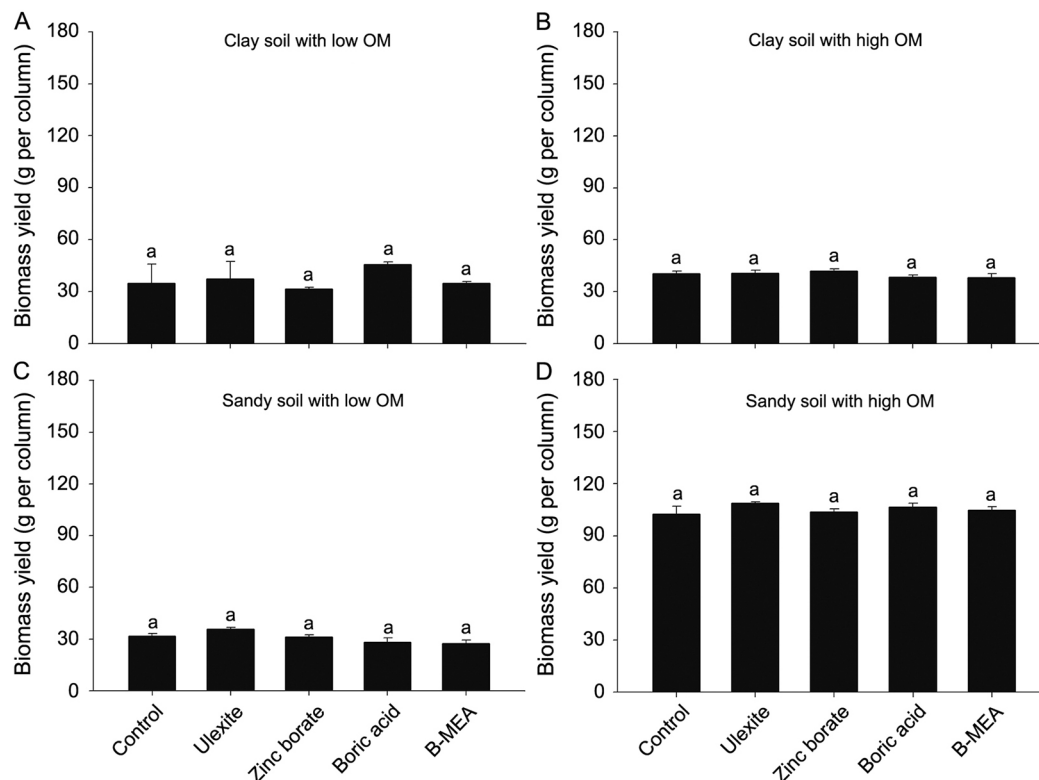 A
Clay soil with low OM
Biomass yield (g per column)
180
150
120
90
60
30
0
a
a
a
a
a
B
Clay soil with high OM
Biomass yield (g per column)
180
150
120
90
60
30
0
a
a
a
a
a
C
Sandy soil with low OM
Biomass yield (g per column)
180
150
120
90
60
30
0
a
a
a
a
a
Control
Ulexite
Zinc borate
Boric acid
B-MEA
D
Sandy soil with high OM
Biomass yield (g per column)
180
150
120
90
60
30
0
a
a
a
a
a
Control
Ulexite
Zinc borate
Boric acid
B-MEA